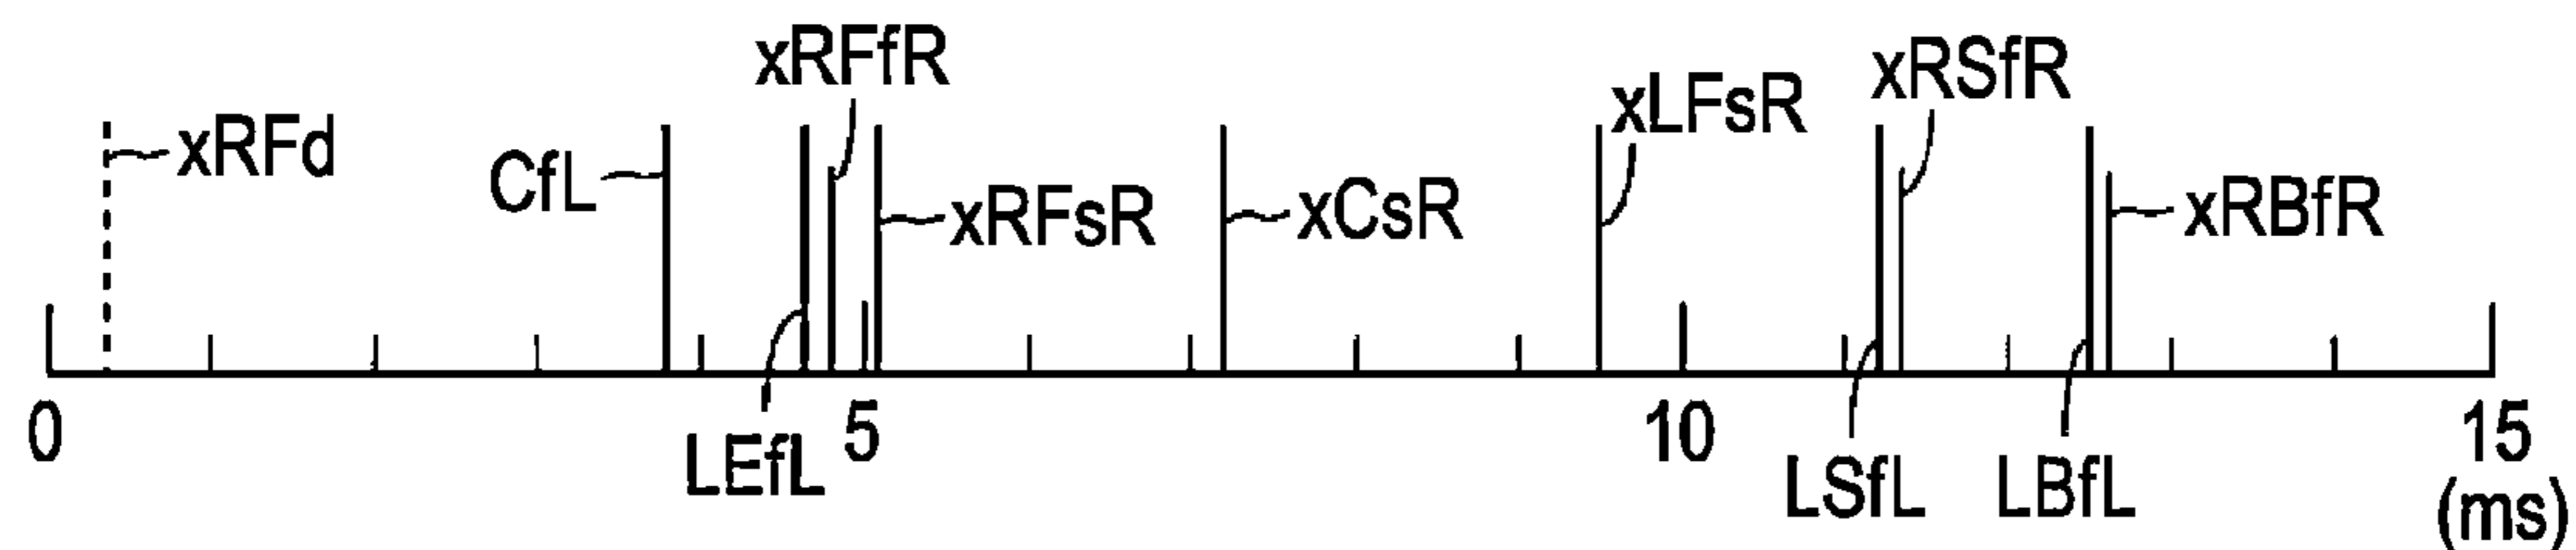 xRFd
CfL
xRFfR
xRFsR
xCsR
xLFsR
xRSfR
xRBfR
0
LEfL
5
10
LSfL
LBfL
15
(ms)